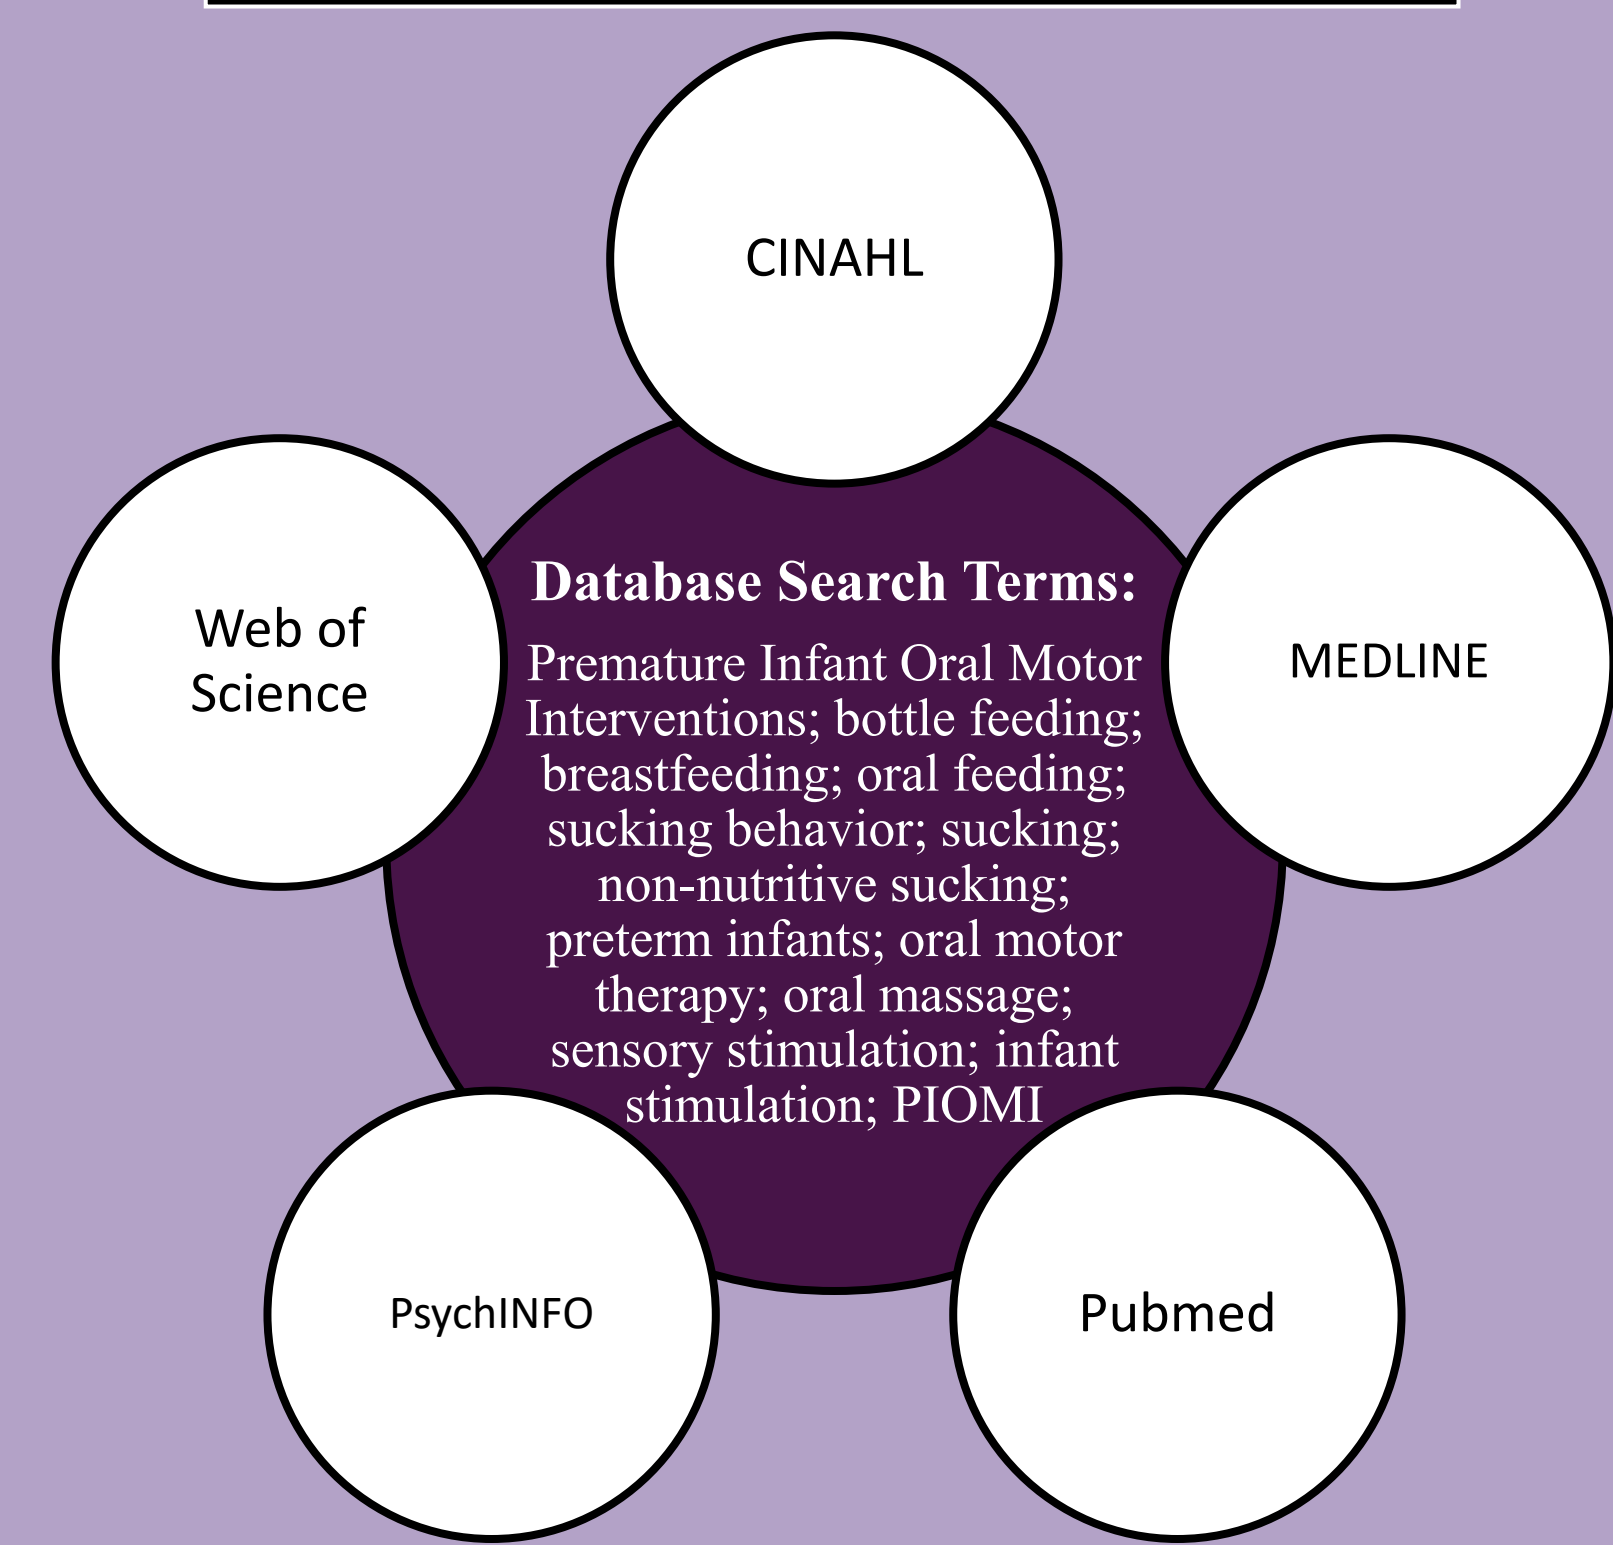 CINAHL
Web of
Science
MEDLINE
Database Search Terms:
Premature Infant Oral Motor
Interventions; bottle feeding;
breastfeeding; oral feeding;
sucking behavior; sucking;
non-nutritive sucking;
preterm infants; oral motor
therapy; oral massage;
sensory stimulation; infant
stimulation; PIOMI
PsychINFO
Pubmed